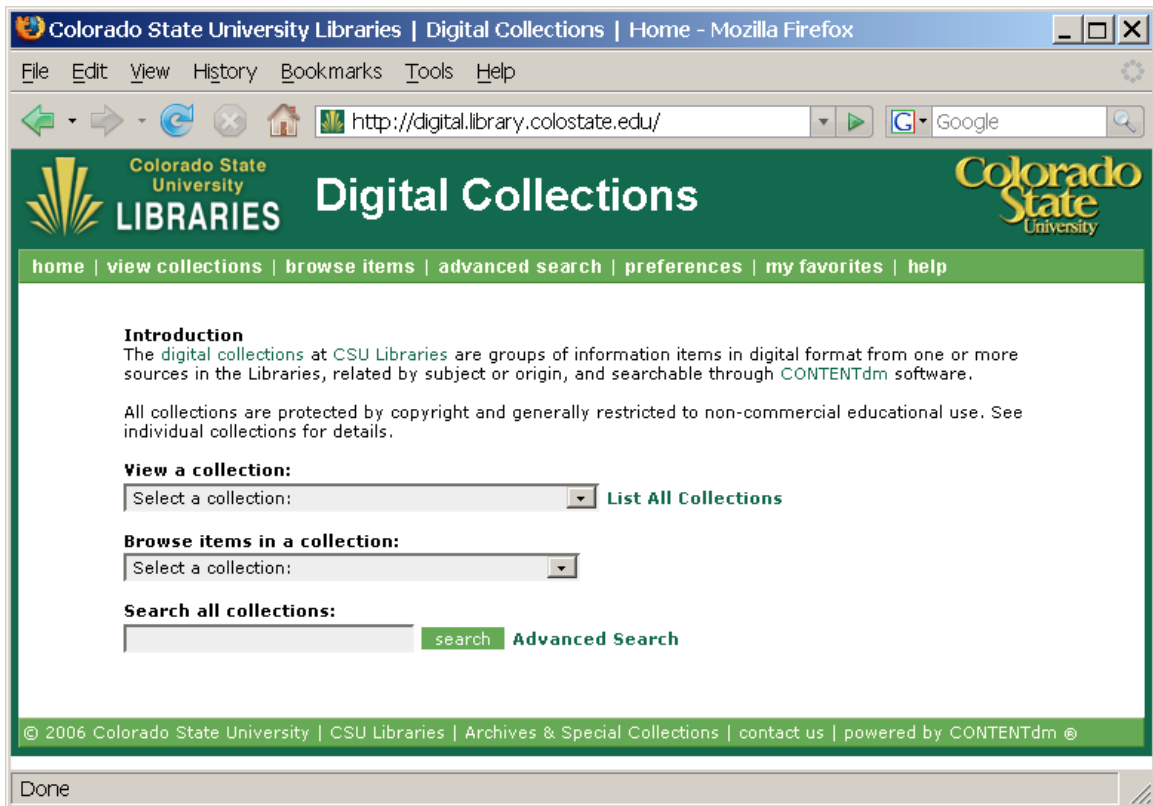 Colorado State University Libraries | Digital Collections | Home - Mozilla Firefox
File Edit View History Bookmarks Tools Help
http://digital.library.colostate.edu/ G Google
Colorado State
University
LIBRARIES
Digital Collections
Colorado
State
University
home | view collections | browse items | advanced search | preferences | my favorites | help
Introduction
The digital collections at CSU Libraries are groups of information items in digital format from one or more
sources in the Libraries, related by subject or origin, and searchable through CONTENTdm software.
All collections are protected by copyright and generally restricted to non-commercial educational use. See
individual collections for details.
View a collection:
Select a collection: List All Collections
Browse items in a collection:
Select a collection:
Search all collections:
search Advanced Search
© 2006 Colorado State University | CSU Libraries | Archives & Special Collections | contact us | powered by CONTENTdm ®
Done